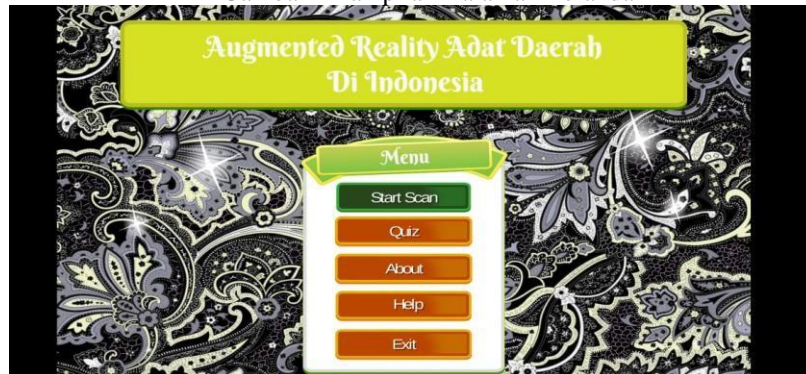 Augmented Reality Adat Daerah
Di Indonesia
Menu
Start Scan
Quiz
About
Help
Exit